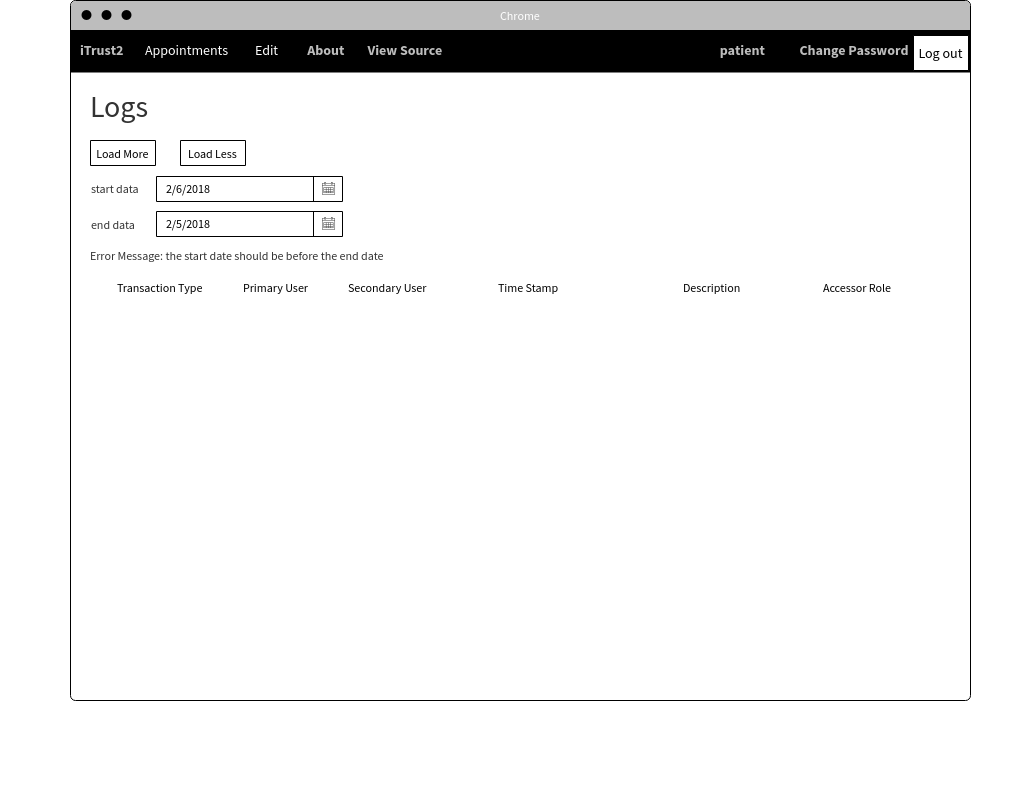 Chrome
iTrust2 Appointments Edit About View Source patient Change Password Log out
Logs
Load More Load Less
start data 2/6/2018
end data 2/5/2018
Error Message: the start date should be before the end date
Transaction Type Primary User Secondary User Time Stamp Description Accessor Role